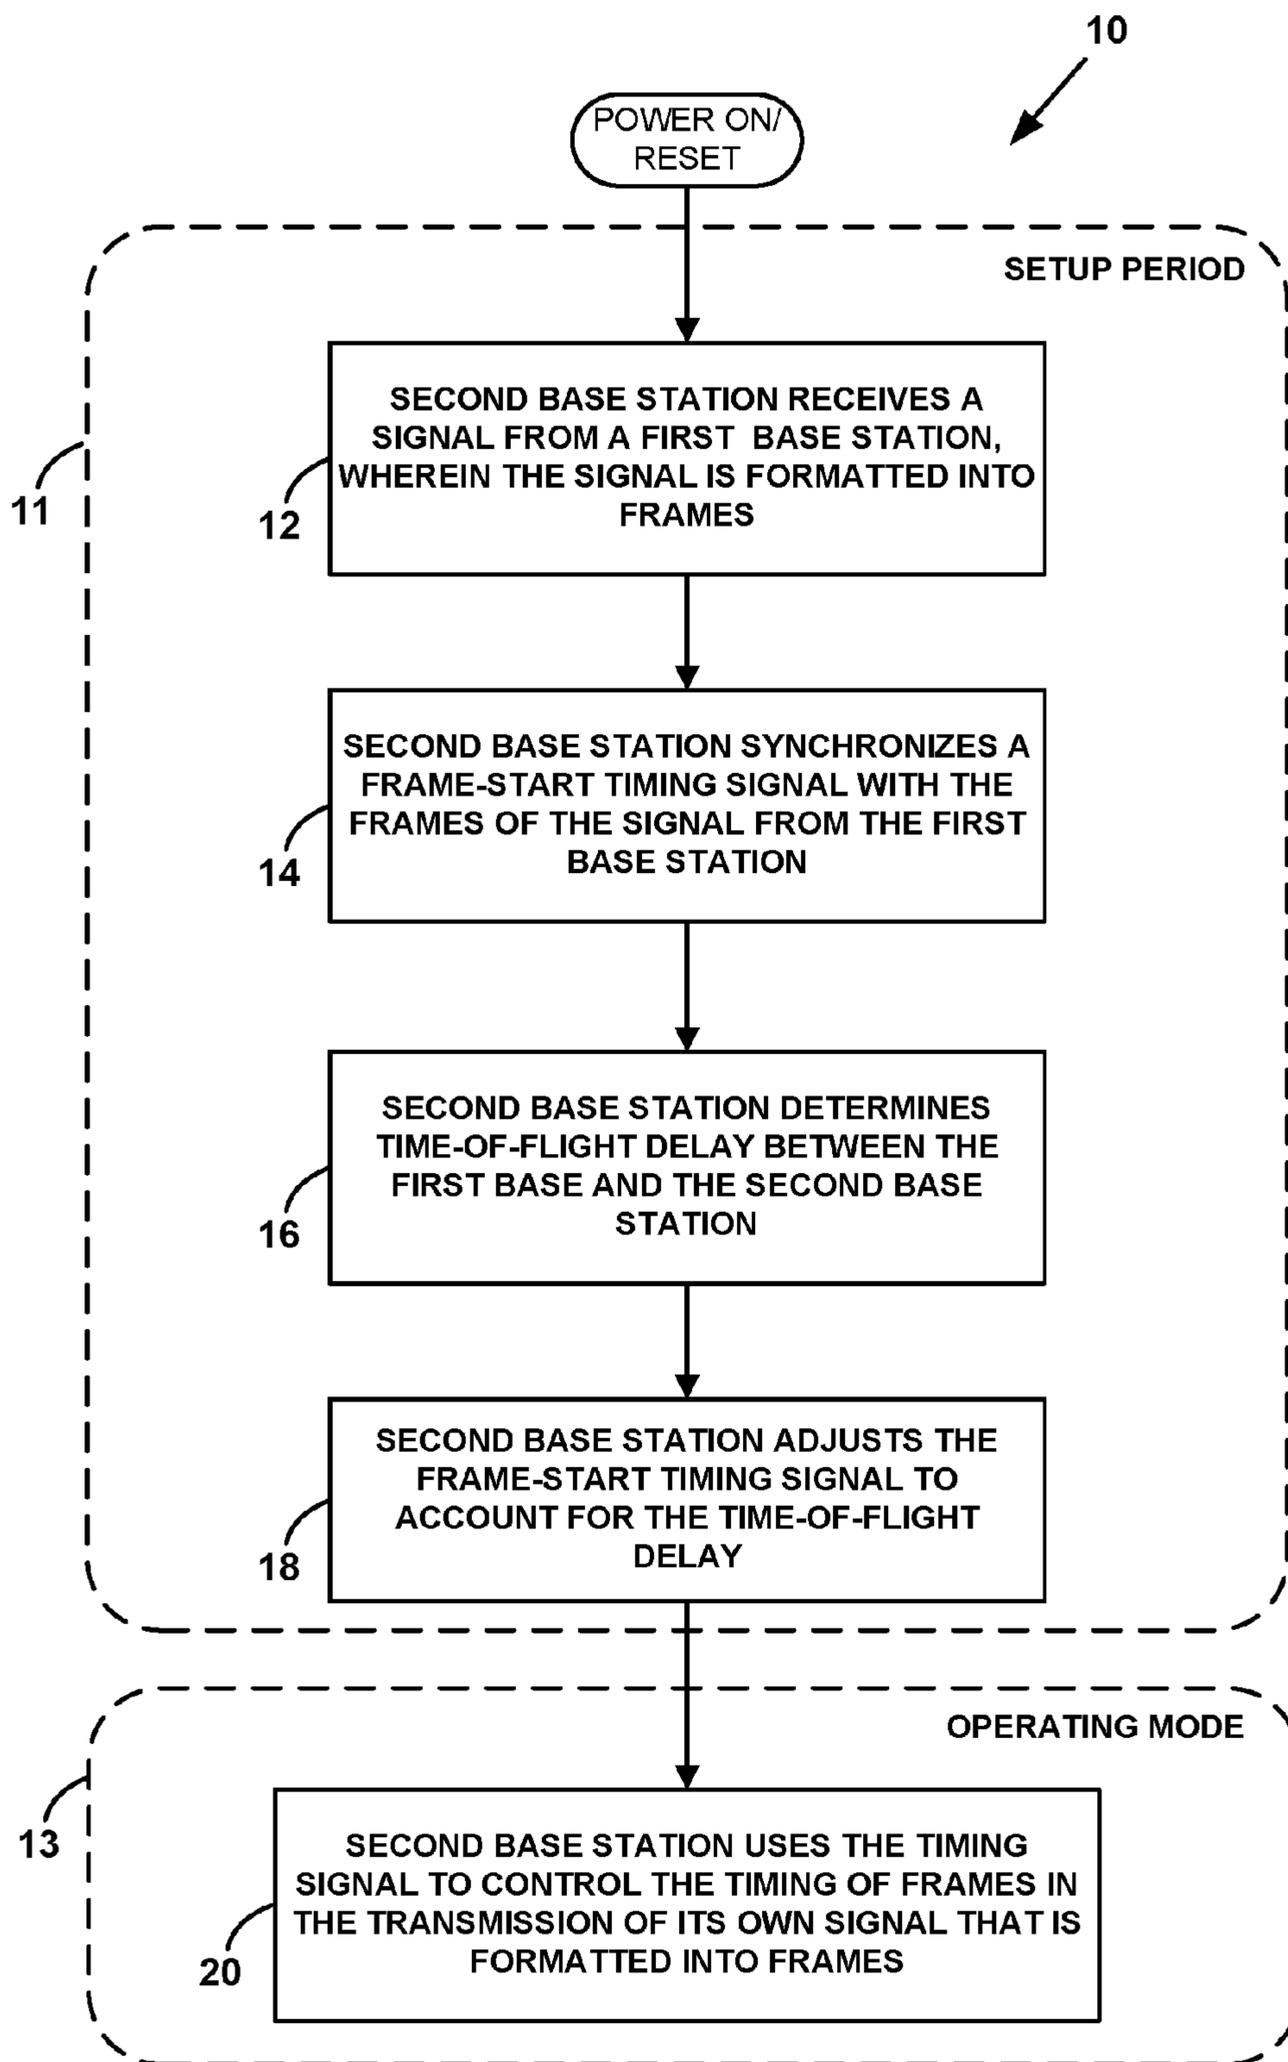 10
POWER ON/
RESET
SETUP PERIOD
SECOND BASE STATION RECEIVES A
SIGNAL FROM A FIRST BASE STATION,
WHEREIN THE SIGNAL IS FORMATTED INTO
FRAMES
11
12
SECOND BASE STATION SYNCHRONIZES A
FRAME-START TIMING SIGNAL WITH THE
FRAMES OF THE SIGNAL FROM THE FIRST
BASE STATION
14
SECOND BASE STATION DETERMINES
TIME-OF-FLIGHT DELAY BETWEEN THE
FIRST BASE AND THE SECOND BASE
STATION
16
SECOND BASE STATION ADJUSTS THE
FRAME-START TIMING SIGNAL TO
ACCOUNT FOR THE TIME-OF-FLIGHT
DELAY
18
OPERATING MODE
13
SECOND BASE STATION USES THE TIMING
SIGNAL TO CONTROL THE TIMING OF FRAMES IN
THE TRANSMISSION OF ITS OWN SIGNAL THAT IS
FORMATTED INTO FRAMES
20